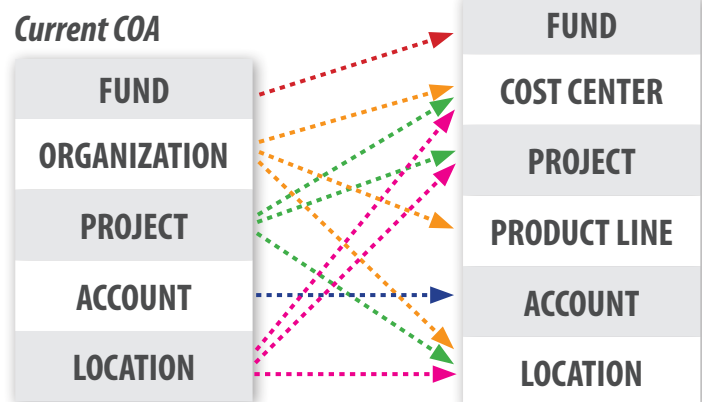 Current COA
FUND
ORGANIZATION
PROJECT
ACCOUNT
LOCATION
FUND
COST CENTER
PROJECT
PRODUCT LINE
ACCOUNT
LOCATION